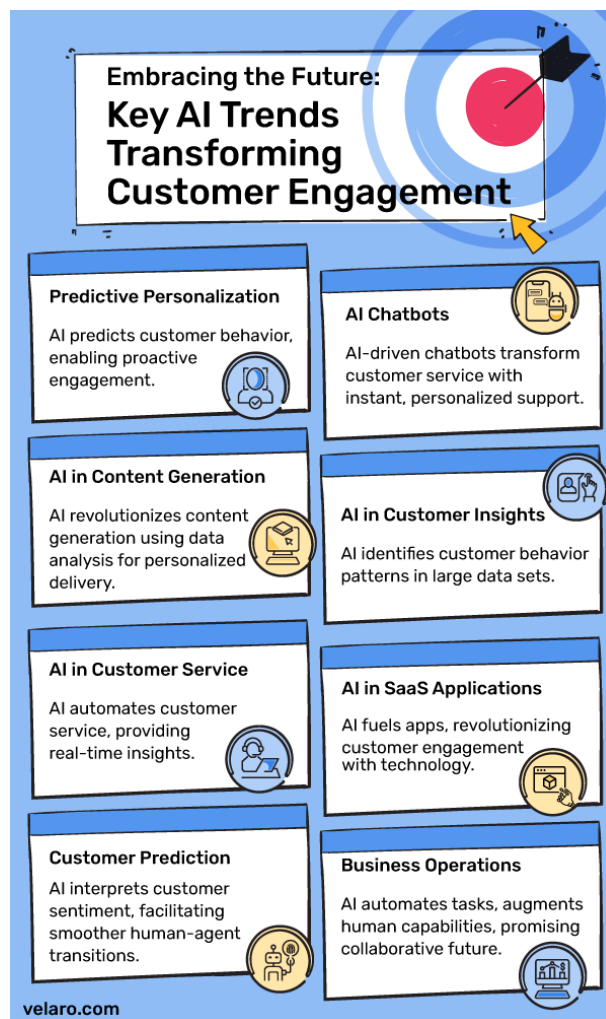 Embracing the Future:
Key AI Trends
Transforming
Customer Engagement
Predictive Personalization
AI predicts customer behavior,
enabling proactive
engagement.
AI Chatbots
AI-driven chatbots transform
customer service with
instant, personalized support.
AI in Content Generation
AI revolutionizes content
generation using data
analysis for personalized
delivery.
AI in Customer Insights
AI identifies customer behavior
patterns in large data sets.
AI in Customer Service
AI automates customer
service, providing
real-time insights.
AI in SaaS Applications
AI fuels apps, revolutionizing
customer engagement
with technology.
Customer Prediction
AI interprets customer
sentiment, facilitating
smoother human-agent
transitions.
Business Operations
AI automates tasks, augments
human capabilities, promising
collaborative future.
velaro.com